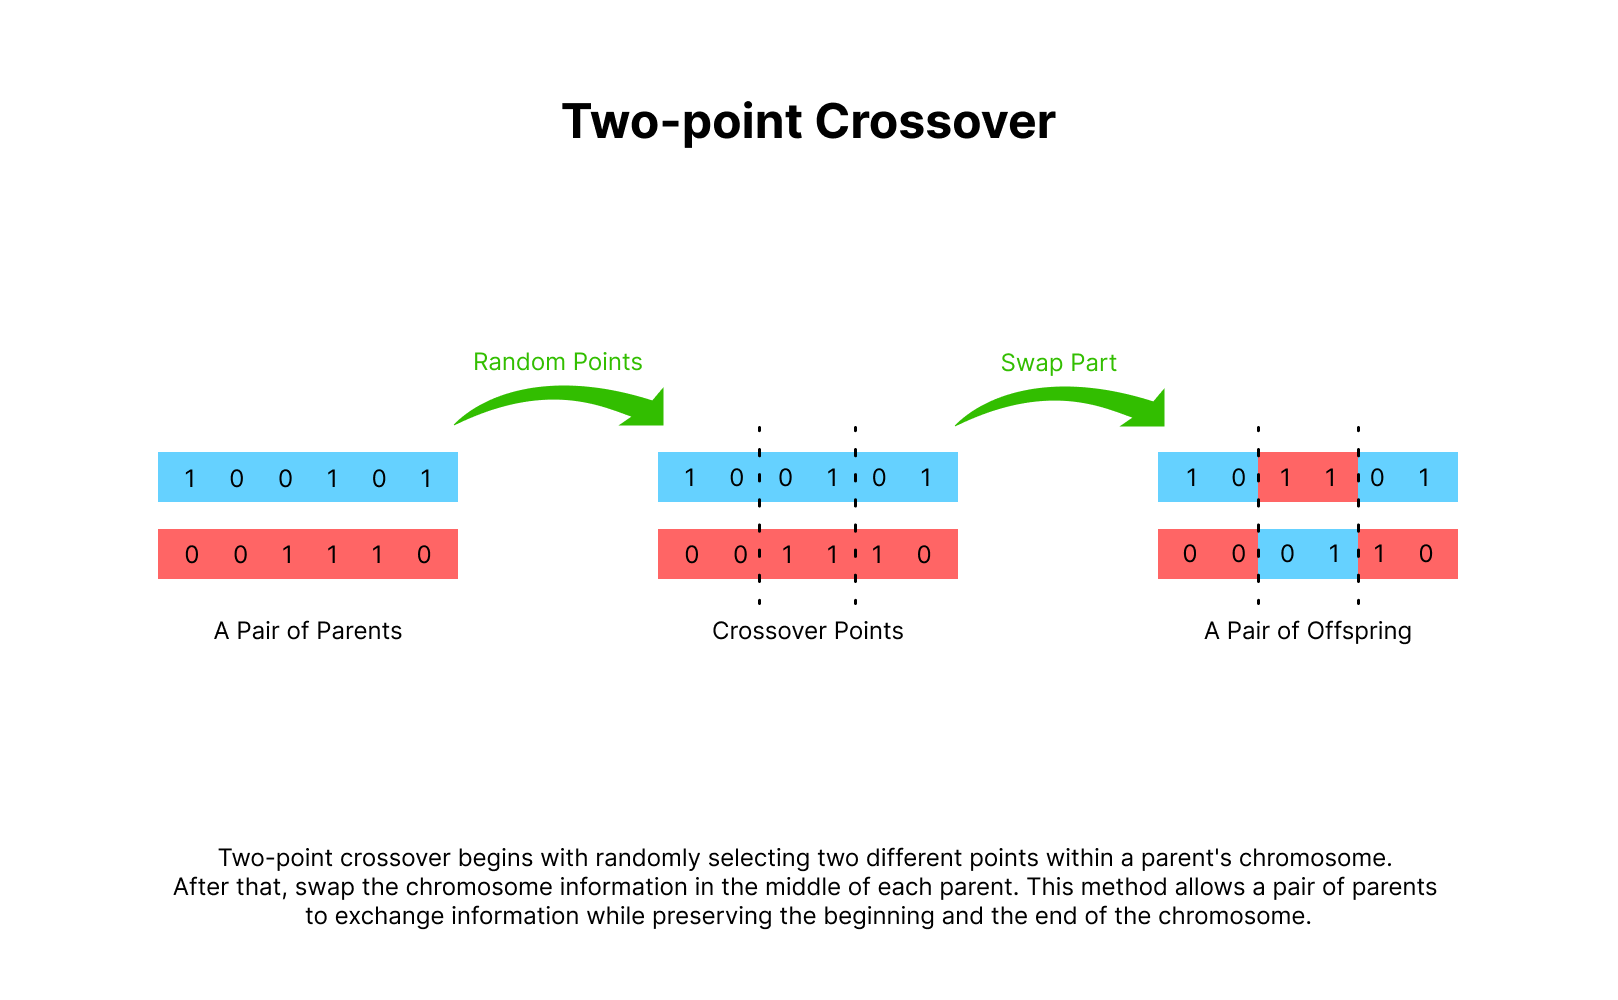 Two-point Crossover
Random Points
Swap Part
1 0 0 1 0 1
1 0 0 1 0 1
1 0 1 1 0 1
0 0 1 1 1 0
0 0 1 1 1 0
0 0 0 1 1 0
A Pair of Parents
Crossover Points
A Pair of Offspring
Two-point crossover begins with randomly selecting two different points within a parent's chromosome.
After that, swap the chromosome information in the middle of each parent. This method allows a pair of parents
to exchange information while preserving the beginning and the end of the chromosome.